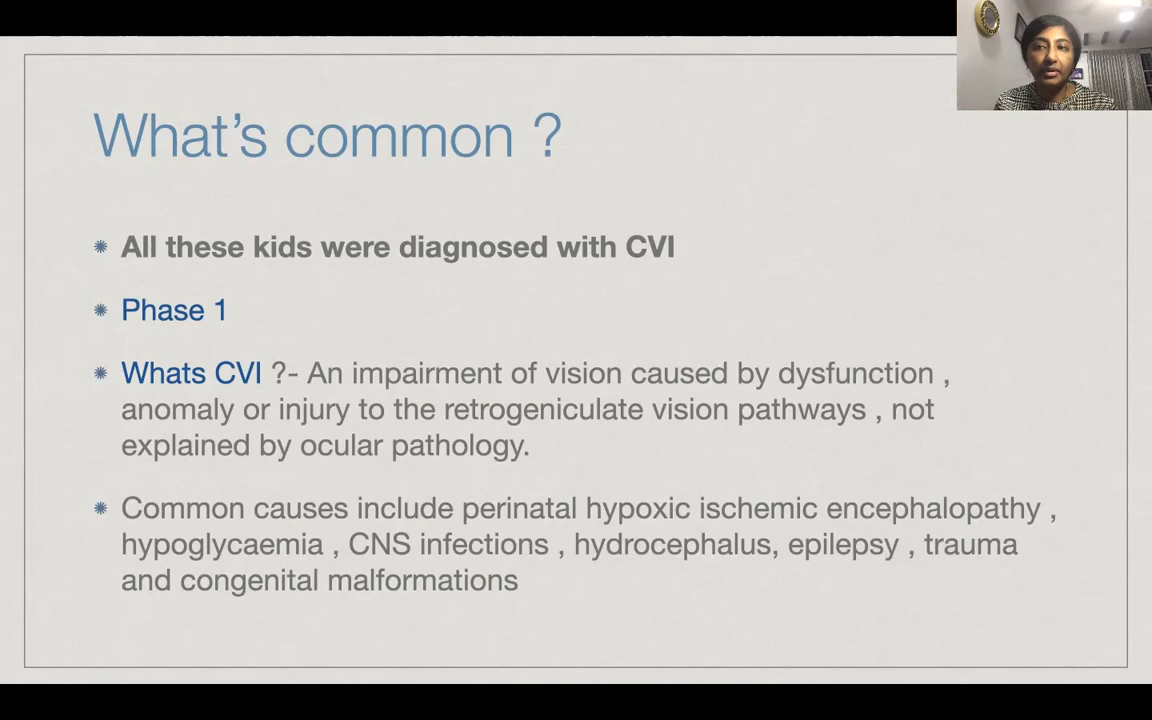 What's common ?
All these kids were diagnosed with CVI
Phase 1
Whats CVI ?- An impairment of vision caused by dysfunction ,
anomaly or injury to the retrogeniculate vision pathways , not
explained by ocular pathology.
Common causes include perinatal hypoxic ischemic encephalopathy ,
hypoglycaemia , CNS infections , hydrocephalus, epilepsy , trauma
and congenital malformations